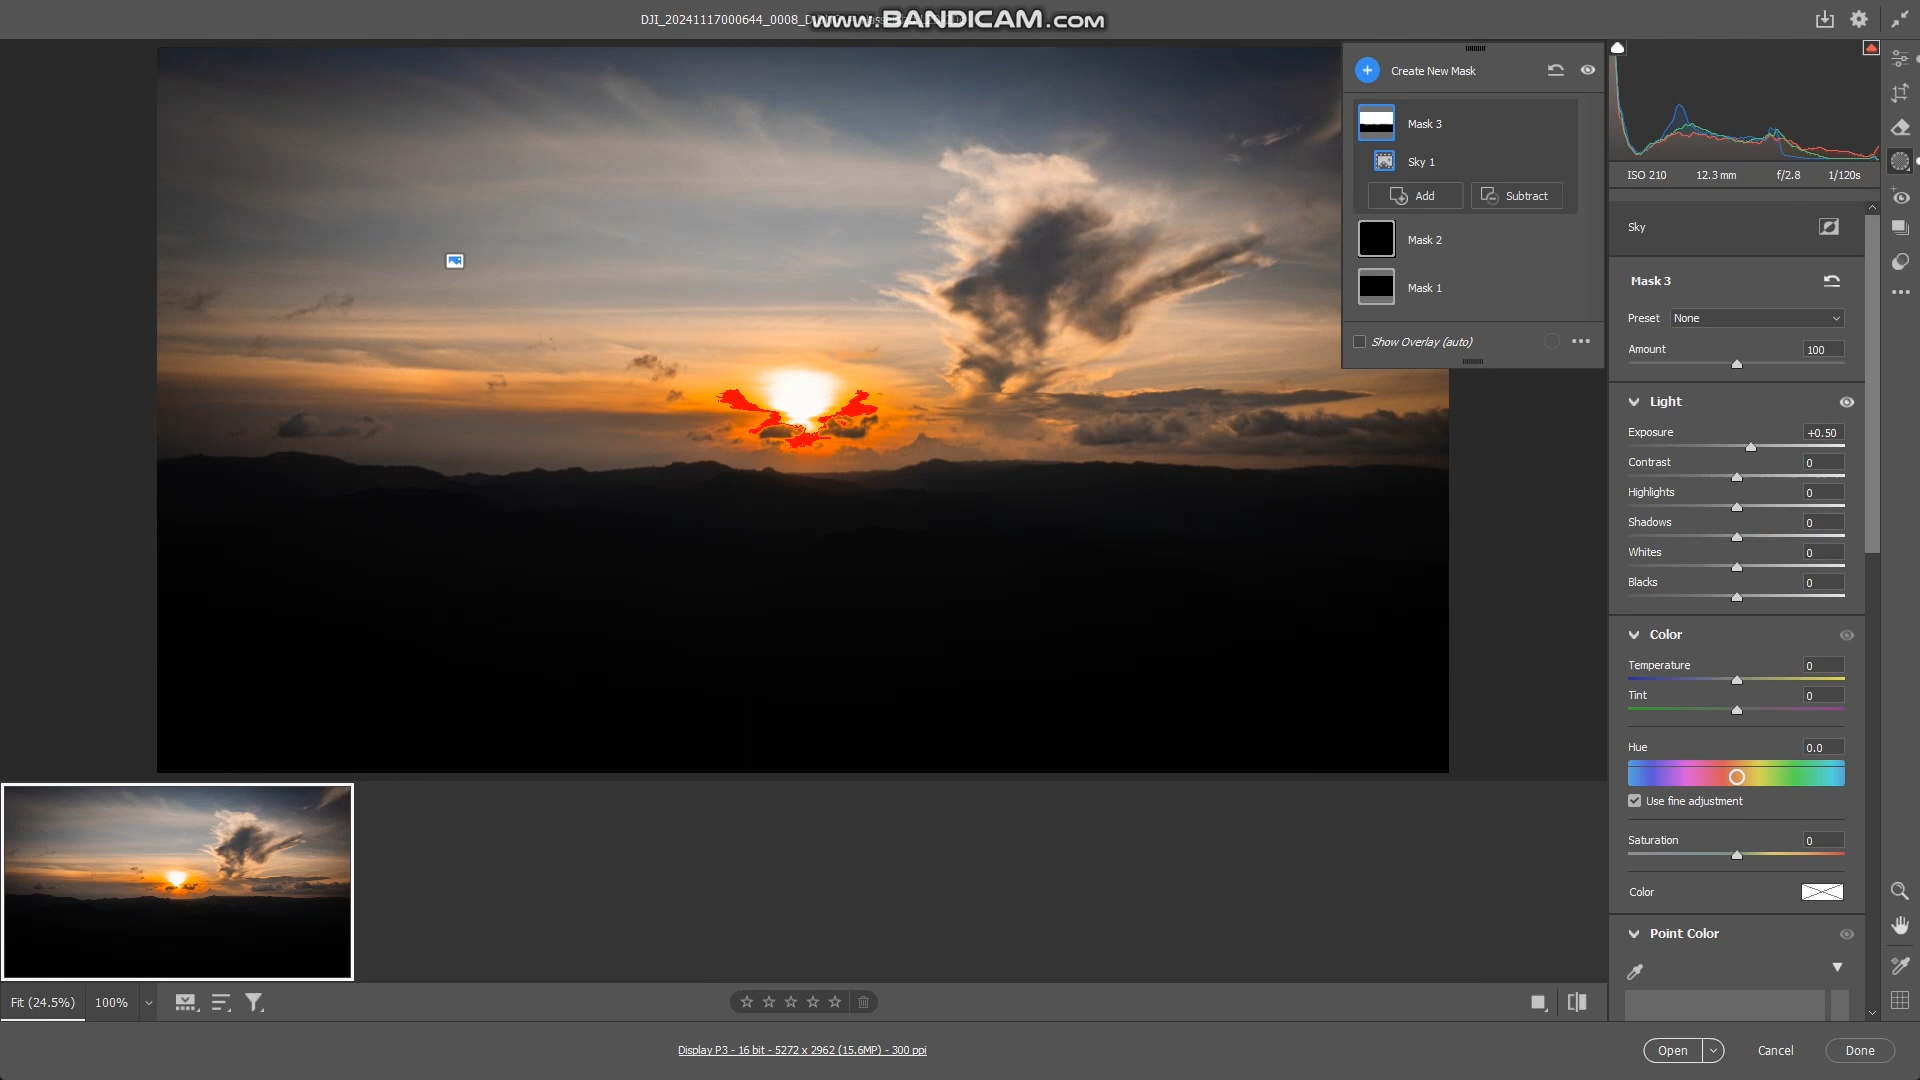 DJI_20241117000644_0008_D
www.BANDICAM.com
Create New Mask
Mask 3
Sky 1
Add
Subtract
Mask 2
Mask 1
Show Overlay (auto)
ISO 210
12.3 mm
f/2.8
1/120s
Sky
Mask 3
Preset
None
Amount
100
Light
Exposure
+0.50
Contrast
0
Highlights
0
Shadows
0
Whites
0
Blacks
0
Color
Temperature
0
Tint
0
Hue
0.0
Use fine adjustment
Saturation
0
Color
Point Color
Fit (24.5%)
100%
Display P3 - 16 bit - 5272 x 2962 (15.6MP) - 300 ppi
Open
Cancel
Done